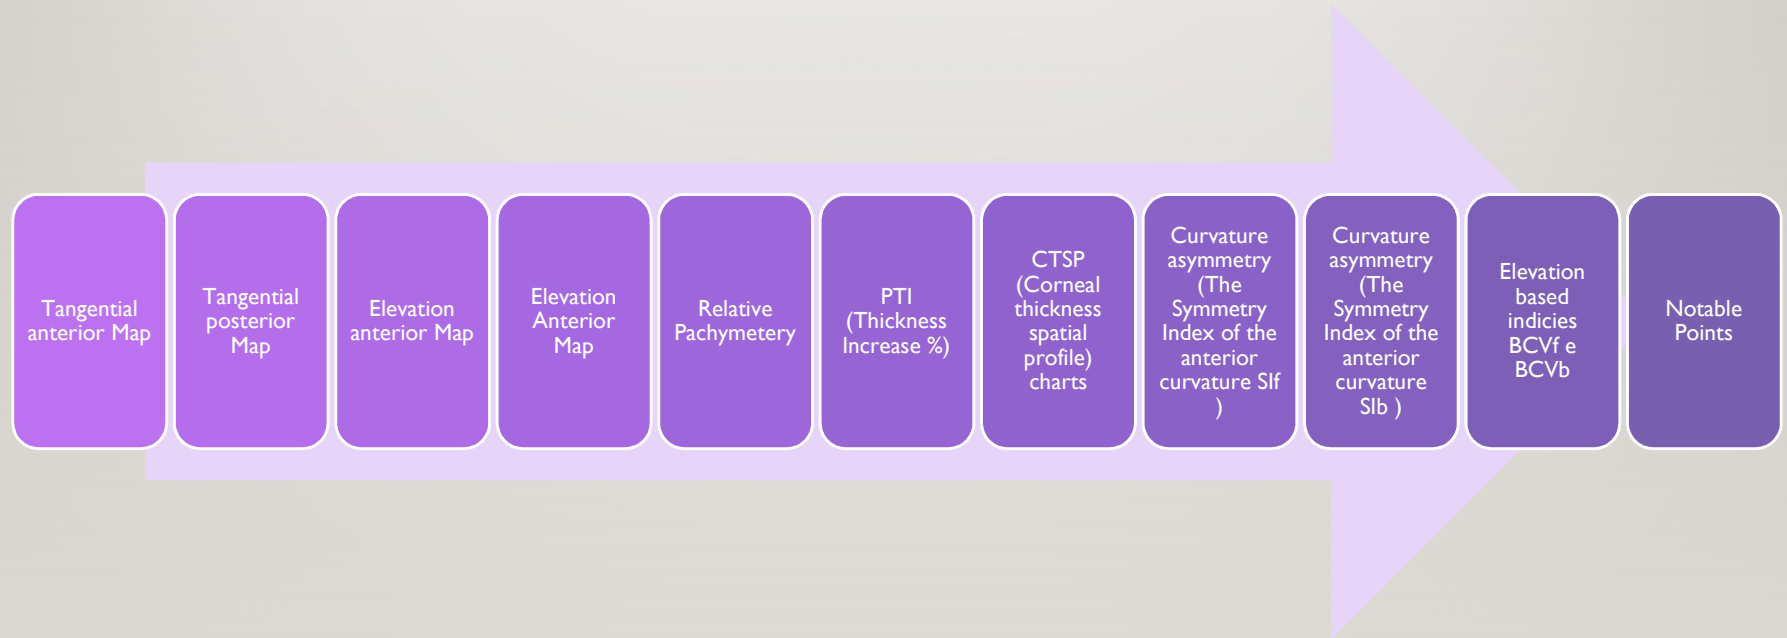 Tangential
anterior Map
Tangential
posterior
Map
Elevation
anterior Map
Elevation
Anterior
Map
Relative
Pachymetery
PTI
(Thickness
Increase %)
CTSP
(Corneal
thickness
spatial
profile)
charts
Curvature
asymmetry
(The
Symmetry
Index of the
anterior
curvature SIf
)
Curvature
asymmetry
(The
Symmetry
Index of the
anterior
curvature
SIb )
Elevation
based
indicies
BCVf e
BCVb
Notable
Points